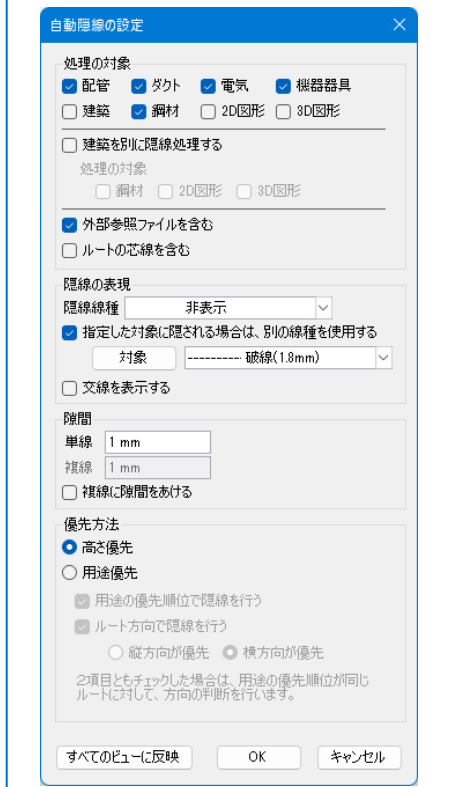 自動隠線の設定
処理の対象
配管 ダクト 電気 機器器具
建築 鋼材 2D図形 3D図形
建築を別に隠線処理する
処理の対象
鋼材 2D図形 3D図形
外部参照ファイルを含む
ルートの芯線を含む
隠線の表現
隠線線種 非表示
指定した対象に隠される場合は、別の線種を使用する
対象 ---------- 破線(1.8mm)
交線を表示する
隙間
単線 1 mm
複線 1 mm
複線に隙間をあける
優先方法
高さ優先
用途優先
用途の優先順位で隠線を行う
ルート方向で隠線を行う
縦方向が優先 横方向が優先
2項目ともチェックした場合は、用途の優先順位が同じ
ルートに対して、方向の判断を行います。
すべてのビューに反映 OK キャンセル